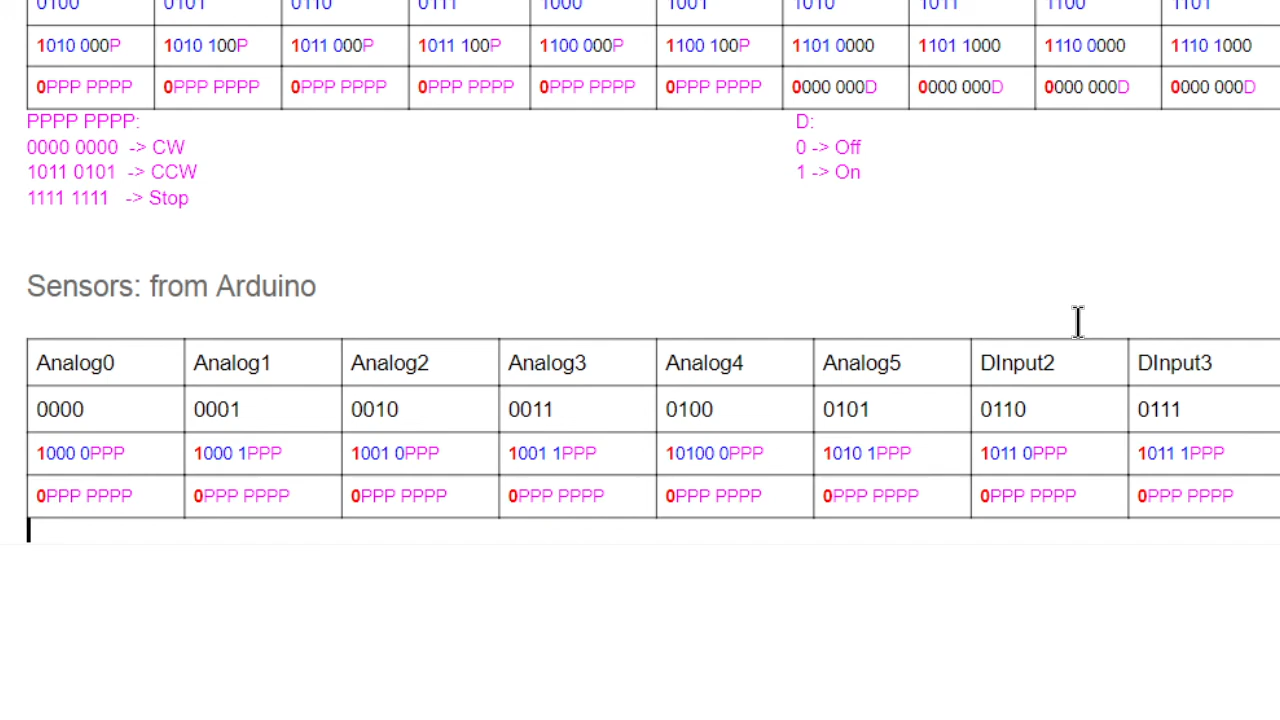 0100 0101 0110 0111 1000 1001 1010 1011 1100 1101
1010 000P 1010 100P 1011 000P 1011 100P 1100 000P 1100 100P 1101 0000 1101 1000 1110 0000 1110 1000
0PPP PPPP 0PPP PPPP 0PPP PPPP 0PPP PPPP 0PPP PPPP 0PPP PPPP 0000 000D 0000 000D 0000 000D 0000 000D
PPPP PPPP: D:
0000 0000 -> CW 0 -> Off
1011 0101 -> CCW 1 -> On
1111 1111 -> Stop
Sensors: from Arduino
Analog0 Analog1 Analog2 Analog3 Analog4 Analog5 DInput2 DInput3
0000 0001 0010 0011 0100 0101 0110 0111
1000 0PPP 1000 1PPP 1001 0PPP 1001 1PPP 10100 0PPP 1010 1PPP 1011 0PPP 1011 1PPP
0PPP PPPP 0PPP PPPP 0PPP PPPP 0PPP PPPP 0PPP PPPP 0PPP PPPP 0PPP PPPP 0PPP PPPP